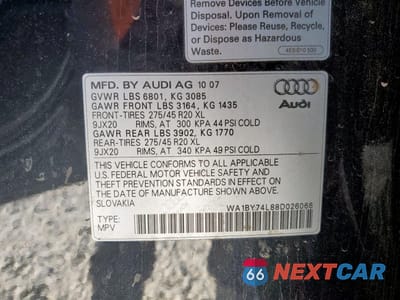 Remove Devices Before Vehicle
Disposal. Upon Removal of
Devices, Please Reuse, Recycle,
or Dispose as Hazardous
Waste.
4E0 010 500
MFD. BY AUDI AG 10 07
GVWR LBS 6801, KG 3085
GAWR FRONT LBS 3164, KG 1435
FRONT-TIRES 275/45 R20 XL
9JX20 RIMS, AT 300 KPA 44 PSI COLD
GAWR REAR LBS 3902, KG 1770
REAR-TIRES 275/45 R20 XL
9JX20 RIMS, AT 340 KPA 49 PSI COLD
Audi
THIS VEHICLE CONFORMS TO ALL APPLICABLE
U.S. FEDERAL MOTOR VEHICLE SAFETY AND
THEFT PREVENTION STANDARDS IN EFFECT ON THE
DATE OF MANUFACTURE SHOWN ABOVE.
SLOVAKIA
WA1BY74L88D026066
TYPE:
MPV
66 NEXTCAR